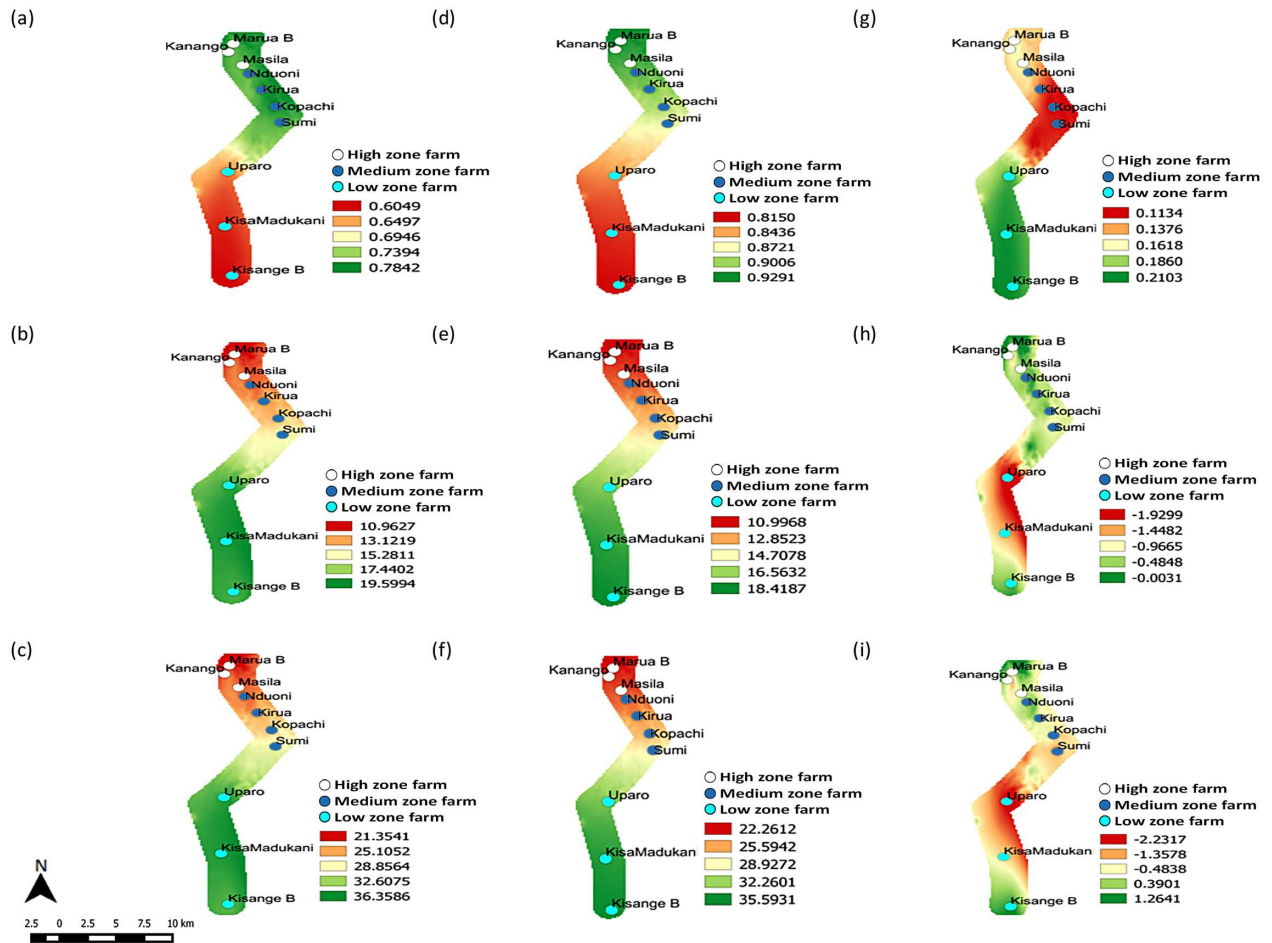 (a)
Marua B
Kanango
Masila
Nduoni
Kirua
Kopachi
Sumi
Uparo
KisaMadukani
Kisange B
High zone farm
Medium zone farm
Low zone farm
0.6049
0.6497
0.6946
0.7394
0.7842
(d)
Marua B
Kanango
Masila
Nduoni
Kirua
Kopachi
Sumi
Uparo
KisaMadukani
Kisange B
High zone farm
Medium zone farm
Low zone farm
0.8150
0.8436
0.8721
0.9006
0.9291
(g)
Marua B
Kanango
Masila
Nduoni
Kirua
Kopachi
Sumi
Uparo
KisaMadukani
Kisange B
High zone farm
Medium zone farm
Low zone farm
0.1134
0.1376
0.1618
0.1860
0.2103
(b)
Marua B
Kanango
Masila
Nduoni
Kirua
Kopachi
Sumi
Uparo
KisaMadukani
Kisange B
High zone farm
Medium zone farm
Low zone farm
10.9627
13.1219
15.2811
17.4402
19.5994
(e)
Marua B
Kanango
Masila
Nduoni
Kirua
Kopachi
Sumi
Uparo
KisaMadukani
Kisange B
High zone farm
Medium zone farm
Low zone farm
10.9968
12.8523
14.7078
16.5632
18.4187
(h)
Marua B
Kanango
Masila
Nduoni
Kirua
Kopachi
Sumi
Uparo
KisaMadukani
Kisange B
High zone farm
Medium zone farm
Low zone farm
-1.9299
-1.4482
-0.9665
-0.4848
-0.0031
(c)
Marua B
Kanango
Masila
Nduoni
Kirua
Kopachi
Sumi
Uparo
KisaMadukani
Kisange B
High zone farm
Medium zone farm
Low zone farm
21.3541
25.1052
28.8564
32.6075
36.3586
N
2.5 0 2.5 5 7.5 10 km
(f)
Marua B
Kanango
Masila
Nduoni
Kirua
Kopachi
Sumi
Uparo
KisaMadukan
Kisange B
High zone farm
Medium zone farm
Low zone farm
22.2612
25.5942
28.9272
32.2601
35.5931
(i)
Marua B
Kanango
Masila
Nduoni
Kirua
Kopachi
Sumi
Uparo
KisaMadukan
Kisange B
High zone farm
Medium zone farm
Low zone farm
-2.2317
-1.3578
-0.4838
0.3901
1.2641